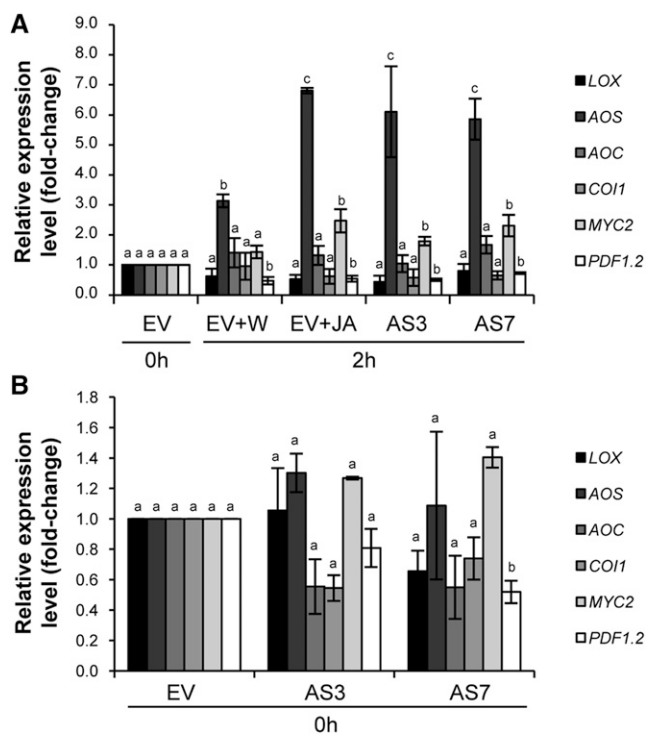 A
Relative expression
level (fold-change)
9.0
8.0
7.0
6.0
5.0
4.0
3.0
2.0
1.0
0.0
a a a a a a
a b a a a b
a c a a b b
a c a a b b
a c a a b b
EV EV+W EV+JA AS3 AS7
0h 2h
LOX
AOS
AOC
COI1
MYC2
PDF1.2
B
Relative expression
level (fold-change)
1.8
1.6
1.4
1.2
1.0
0.8
0.6
0.4
0.2
0.0
a a a a a a
a a a a a a
a a a a a b
EV AS3 AS7
0h
LOX
AOS
AOC
COI1
MYC2
PDF1.2